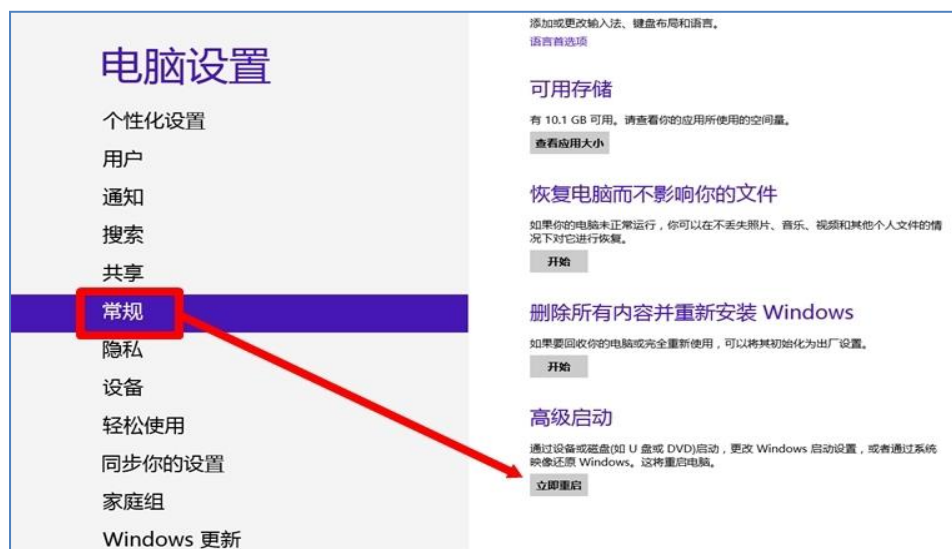 电脑设置
个性化设置
用户
通知
搜索
共享
常规
隐私
设备
轻松使用
同步你的设置
家庭组
Windows 更新
添加或更改输入法、键盘布局和语言。
语言首选项
可用存储
有 10.1 GB 可用。请查看你的应用所使用的空间量。
查看应用大小
恢复电脑而不影响你的文件
如果你的电脑未正常运行，你可以在不丢失照片、音乐、视频和其他个人文件的情
况下对它进行恢复。
开始
删除所有内容并重新安装 Windows
如果要回收你的电脑或完全重新使用，可以将其初始化为出厂设置。
开始
高级启动
通过设备或磁盘(如 U 盘或 DVD)启动，更改 Windows 启动设置，或者通过系统
映像还原 Windows。这将重启电脑。
立即重启